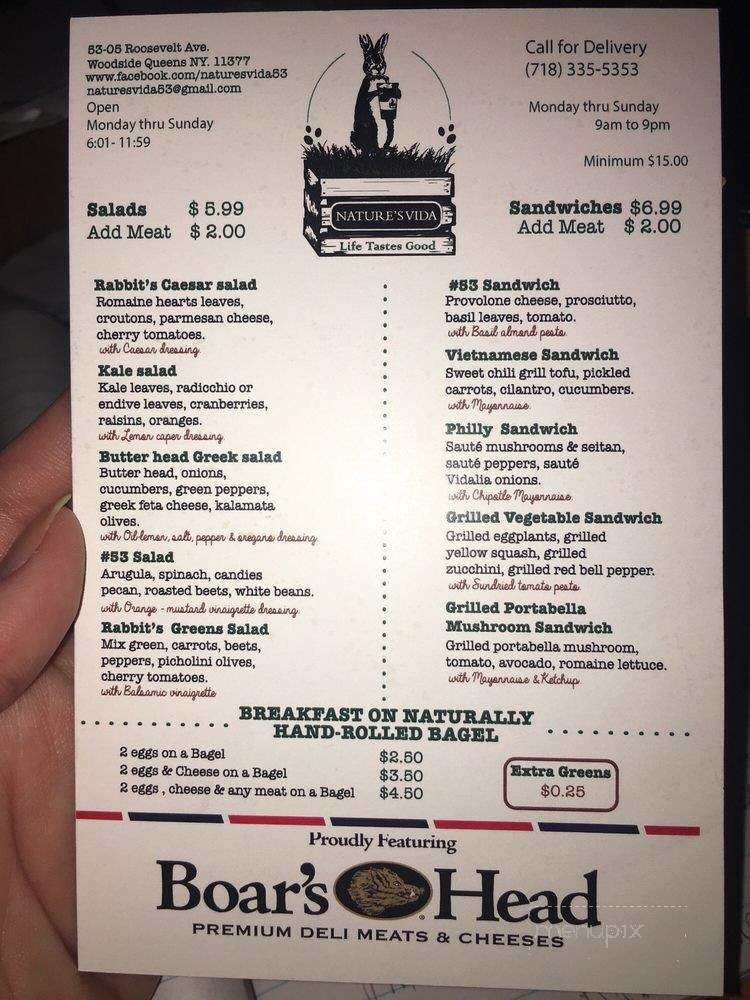 53-05 Roosevelt Ave.
Woodside Queens NY. 11377
www.facebook.com/naturesvida53
naturesvida53@gmail.com
Open
Monday thru Sunday
6:01- 11:59
Call for Delivery
(718) 335-5353
Monday thru Sunday
9am to 9pm
Minimum $15.00
NATURE'S VIDA
Life Tastes Good
Salads $ 5.99
Add Meat $ 2.00
Sandwiches $6.99
Add Meat $ 2.00
Rabbit's Caesar salad
Romaine hearts leaves,
croutons, parmesan cheese,
cherry tomatoes.
with Caesar dressing.
Kale salad
Kale leaves, radicchio or
endive leaves, cranberries,
raisins, oranges.
with Lemon caper dressing.
Butter head Greek salad
Butter head, onions,
cucumbers, green peppers,
greek feta cheese, kalamata
olives.
with Oil-lemon, salt, pepper & oregano dressing.
#53 Salad
Arugula, spinach, candies
pecan, roasted beets, white beans.
with Orange - mustard vinaigrette dressing.
Rabbit's Greens Salad
Mix green, carrots, beets,
peppers, picholini olives,
cherry tomatoes.
with Balsamic vinaigrette
#53 Sandwich
Provolone cheese, prosciutto,
basil leaves, tomato.
with Basil almond pesto.
Vietnamese Sandwich
Sweet chili grill tofu, pickled
carrots, cilantro, cucumbers.
with Mayonnaise.
Philly Sandwich
Sauté mushrooms & seitan,
sauté peppers, sauté
Vidalia onions.
with Chipotle Mayonnaise.
Grilled Vegetable Sandwich
Grilled eggplants, grilled
yellow squash, grilled
zucchini, grilled red bell pepper.
with Sundried tomato pesto.
Grilled Portabella
Mushroom Sandwich
Grilled portabella mushroom,
tomato, avocado, romaine lettuce.
with Mayonnaise & Ketchup.
BREAKFAST ON NATURALLY
HAND-ROLLED BAGEL
2 eggs on a Bagel $2.50
2 eggs & Cheese on a Bagel $3.50
2 eggs , cheese & any meat on a Bagel $4.50
Extra Greens
$0.25
Proudly Featuring
Boar's Head
PREMIUM DELI MEATS & CHEESES
menupix